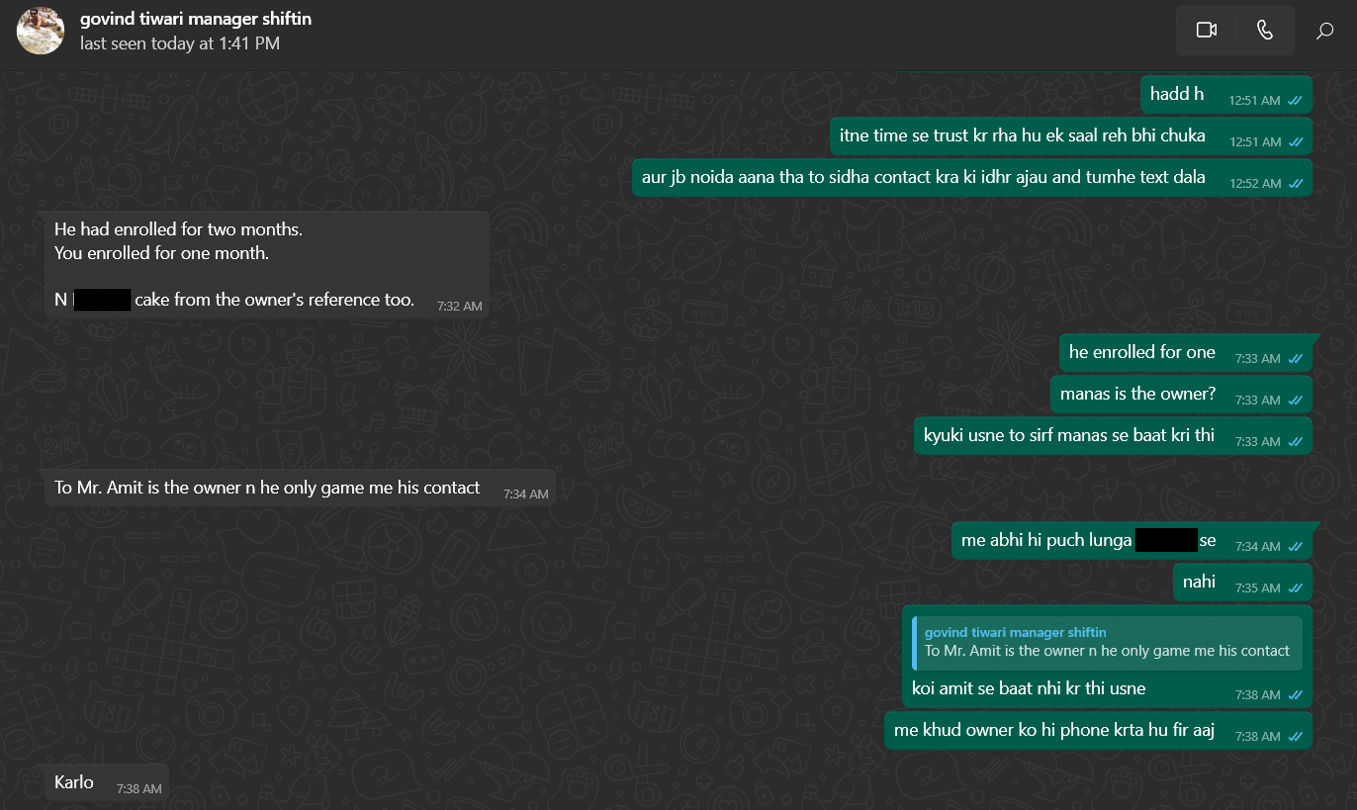 govind tiwari manager shiftin
last seen today at 1:41 PM
hadd h 12:51 AM
itne time se trust kr rha hu ek saal reh bhi chuka 12:51 AM
aur jb noida aana tha to sidha contact kra ki idhr ajau and tumhe text dala 12:52 AM
He had enrolled for two months.
You enrolled for one month.
N cake from the owner's reference too. 7:32 AM
he enrolled for one 7:33 AM
manas is the owner? 7:33 AM
kyuki usne to sirf manas se baat kri thi 7:33 AM
To Mr. Amit is the owner n he only game me his contact 7:34 AM
me abhi hi puch lunga se 7:34 AM
nahi 7:35 AM
govind tiwari manager shiftin
To Mr. Amit is the owner n he only game me his contact
koi amit se baat nhi kr thi usne 7:38 AM
me khud owner ko hi phone krta hu fir aaj 7:38 AM
Karlo 7:38 AM